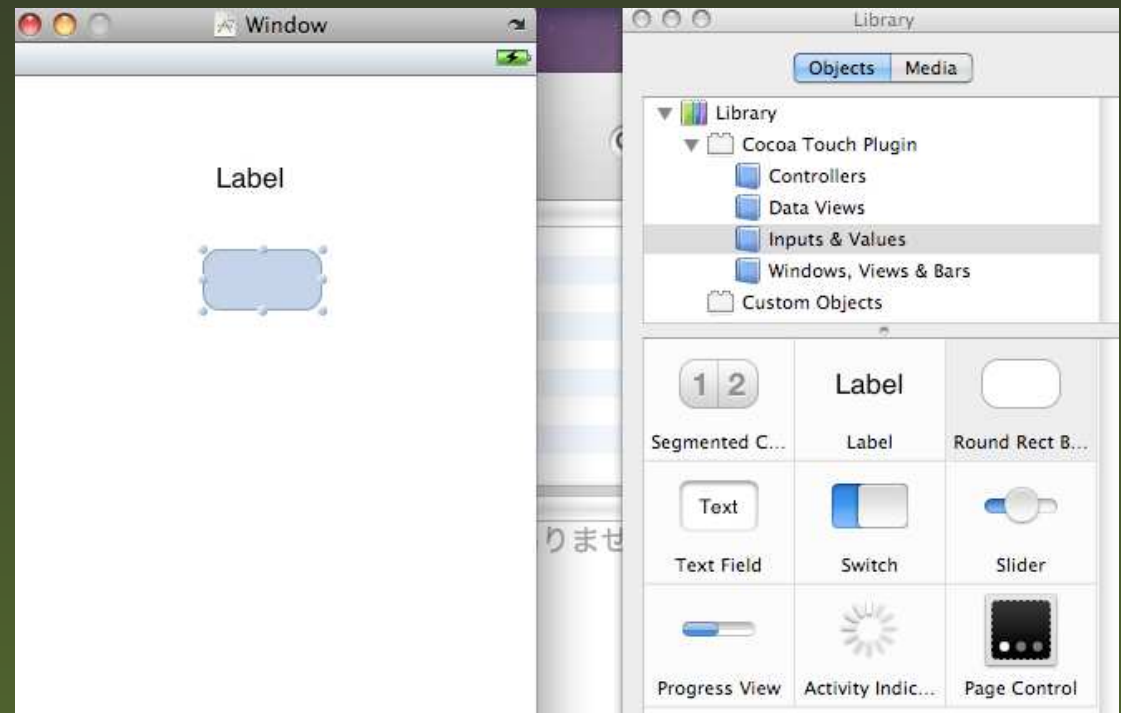 Window
Label
Library
Objects Media
Library
Cocoa Touch Plugin
Controllers
Data Views
Inputs & Values
Windows, Views & Bars
Custom Objects
1 2
Label
Segmented C...
Label
Round Rect B...
Text
Text Field
Switch
Slider
Progress View
Activity Indic...
Page Control
りませ